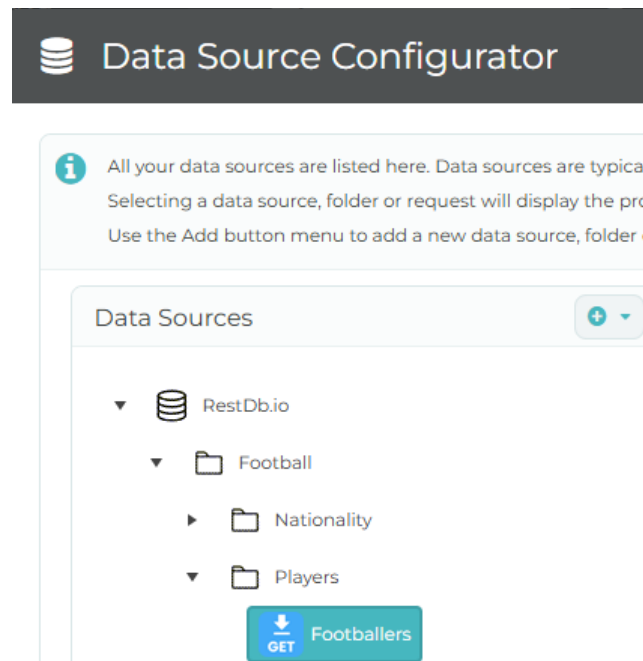 Data Source Configurator
All your data sources are listed here. Data sources are typica
Selecting a data source, folder or request will display the pro
Use the Add button menu to add a new data source, folder
Data Sources
RestDb.io
Football
Nationality
Players
GET Footballers